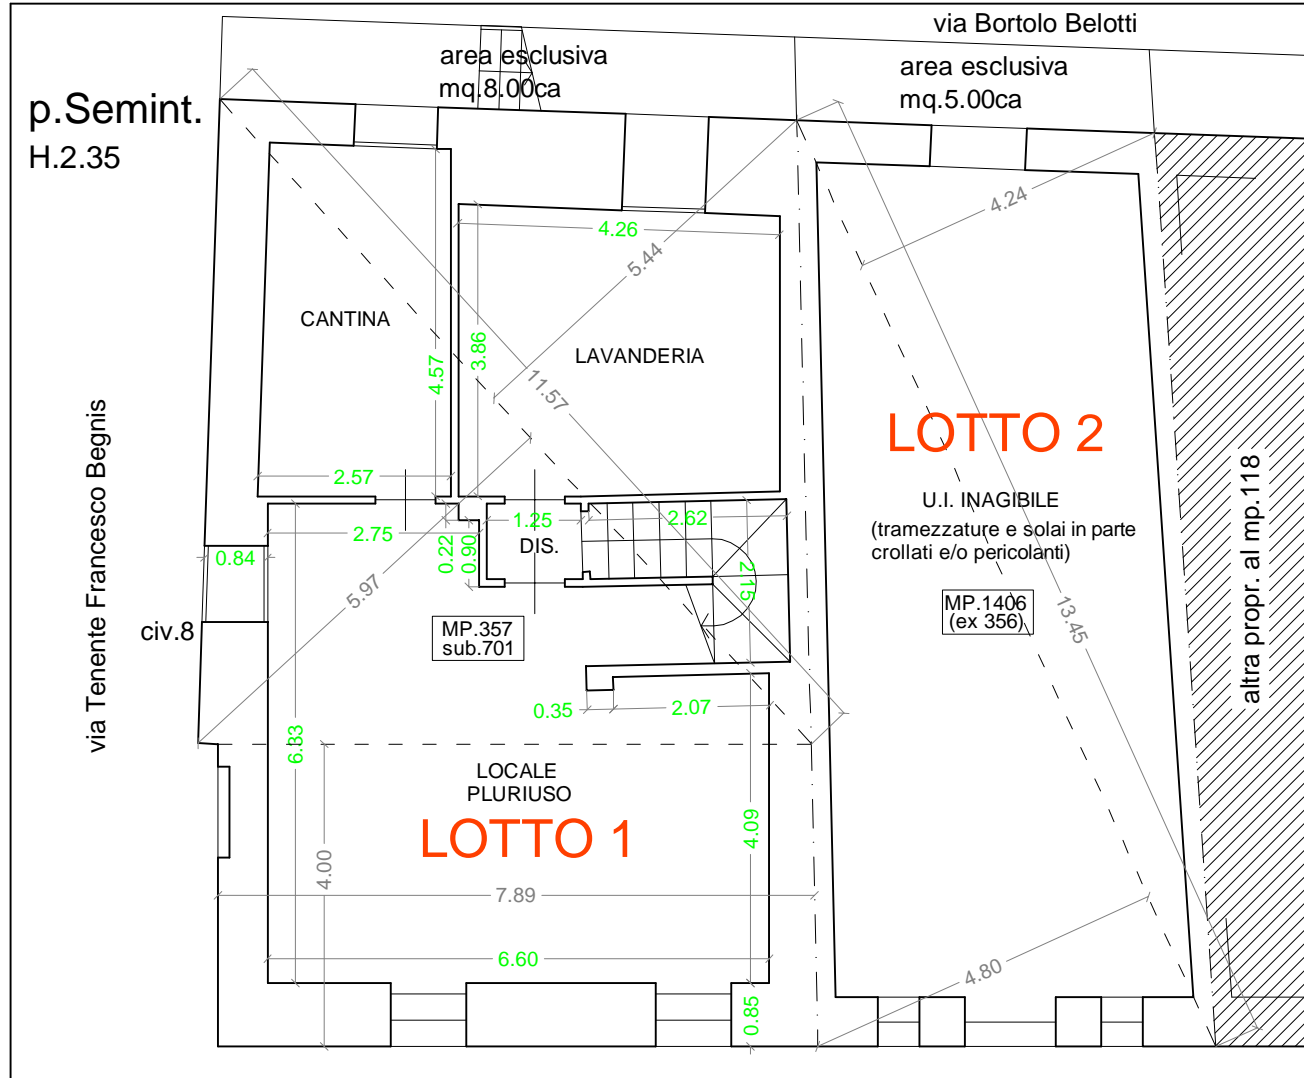 via Bortolo Belotti
area esclusiva
mq.8.00ca
area esclusiva
mq.5.00ca
p.Semint.
H.2.35
4.24
4.26
5.44
CANTINA
3.86
LAVANDERIA
4.57
11.57
via Tenente Francesco Begnis
LOTTO 2
2.57
U.I. INAGIBILE
(tramezzature e solai in parte
crollati e/o pericolanti)
altra propr. al mp.118
1.25
2.62
2.75
DIS.
0.22
0.90
0.84
2.15
5.97
MP.1406
(ex 356)
13.45
civ.8
MP.357
sub.701
0.35
2.07
6.33
LOCALE
PLURIUSO
LOTTO 1
4.09
4.00
7.89
6.60
4.80
0.85